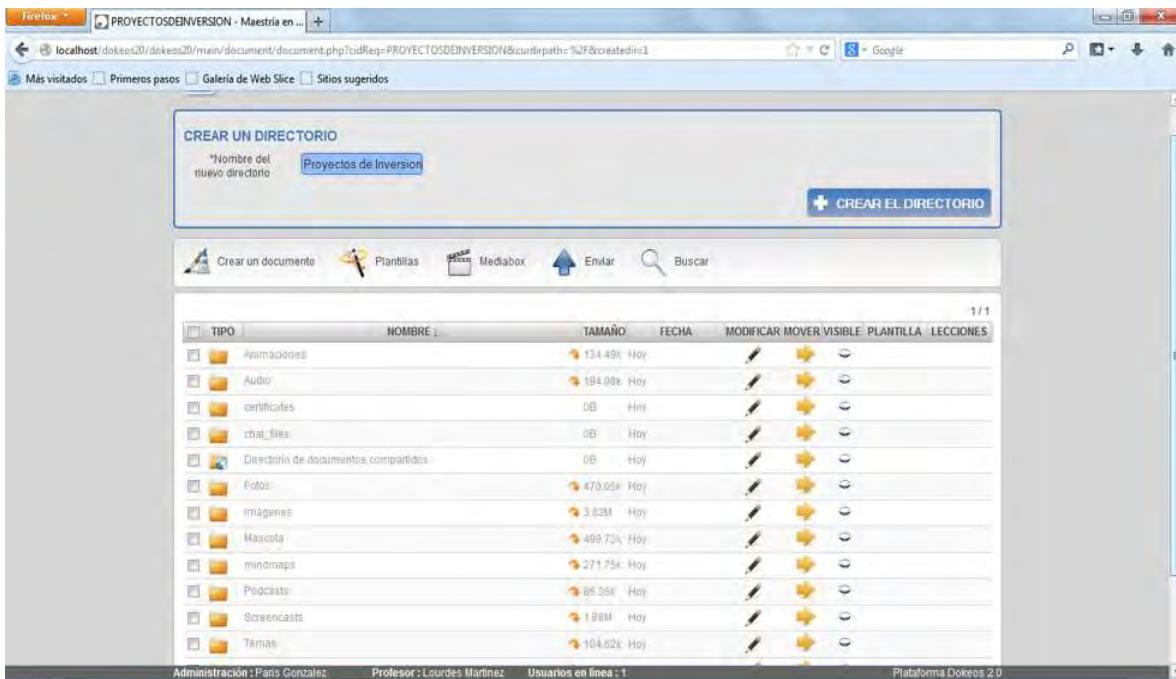 Firefox
PROYECTOSDEINVERSION - Maestría en ...
localhost/dokeos20/dokeos20/main/document/document.php?cidReq=PROYECTOSDEINVERSION&curdirpath=%2F&createdir=1
Google
Más visitados Primeros pasos Galería de Web Slice Sitios sugeridos
CREAR UN DIRECTORIO
*Nombre del nuevo directorio Proyectos de Inversion
CREAR EL DIRECTORIO
Crear un documento Plantillas Mediabox Enviar Buscar
1 / 1
TIPO NOMBRE TAMAÑO FECHA MODIFICAR MOVER VISIBLE PLANTILLA LECCIONES
Animaciones 134.49k Hoy
Audio 194.08k Hoy
certificates 0B Hoy
chat_files 0B Hoy
Directorio de documentos compartidos 0B Hoy
Fotos 470.05k Hoy
Imágenes 3.82M Hoy
Mascota 499.73k Hoy
mindmaps 271.75k Hoy
Podcasts 86.36k Hoy
Screencasts 1.88M Hoy
Temas 104.62k Hoy
Administración : Paris Gonzalez Profesor : Lourdes Martinez Usuarios en línea : 1 Plataforma Dokeos 2.0